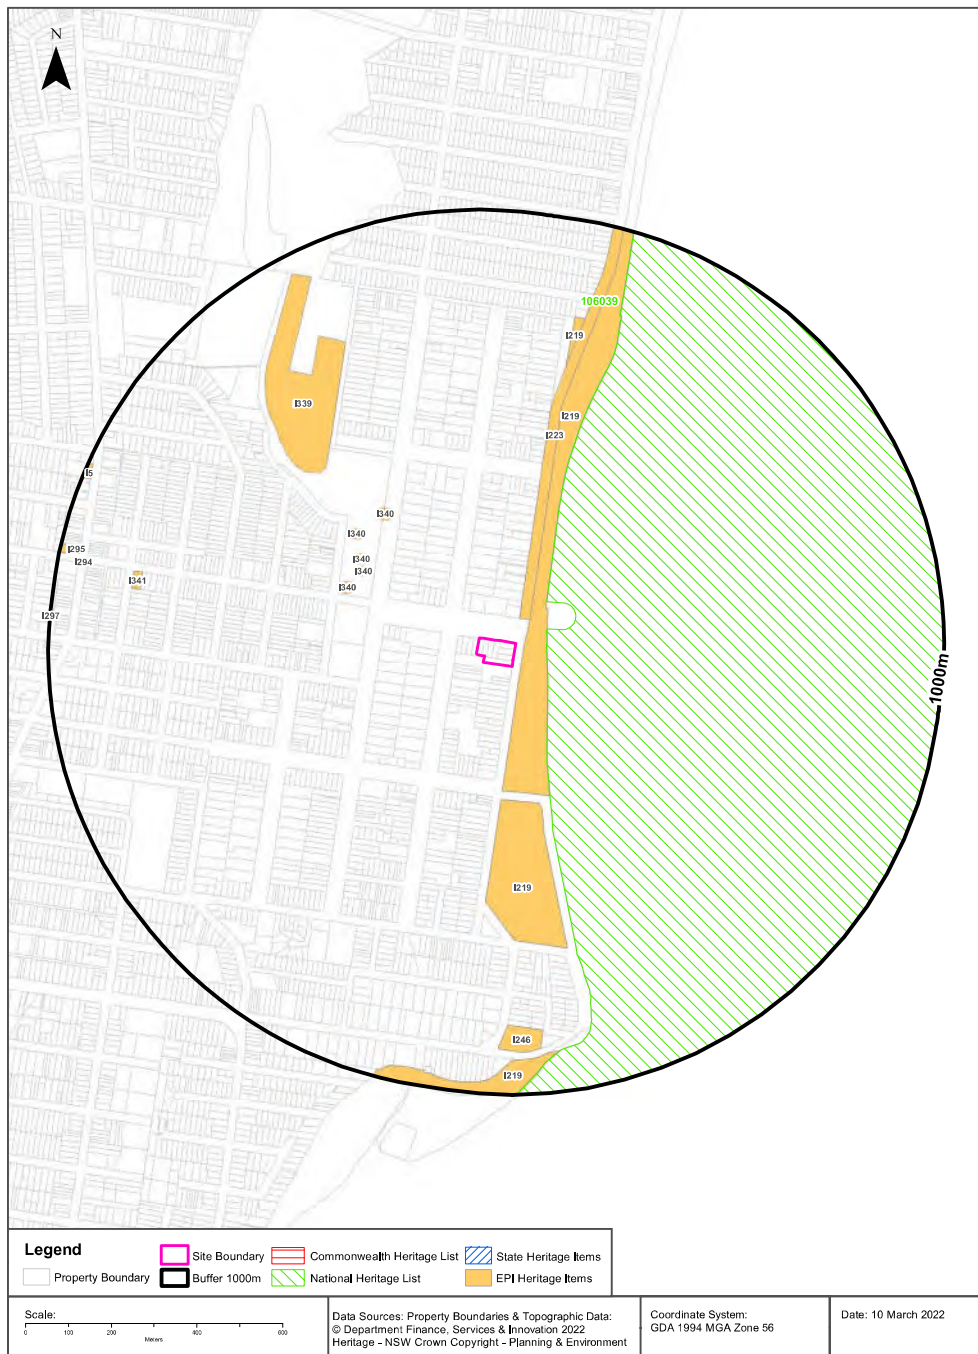 N
106039
I219
I339
I219
I223
I5
I340
I340
I295
I294
I340
I340
I341
I340
I297
1000m
I219
I246
I219
Legend
Site Boundary
Commonwealth Heritage List
State Heritage Items
Property Boundary
Buffer 1000m
National Heritage List
EPI Heritage Items
Scale:
0 100 200 400 600
Meters
Data Sources: Property Boundaries & Topographic Data:
© Department Finance, Services & Innovation 2022
Heritage - NSW Crown Copyright - Planning & Environment
Coordinate System:
GDA 1994 MGA Zone 56
Date: 10 March 2022